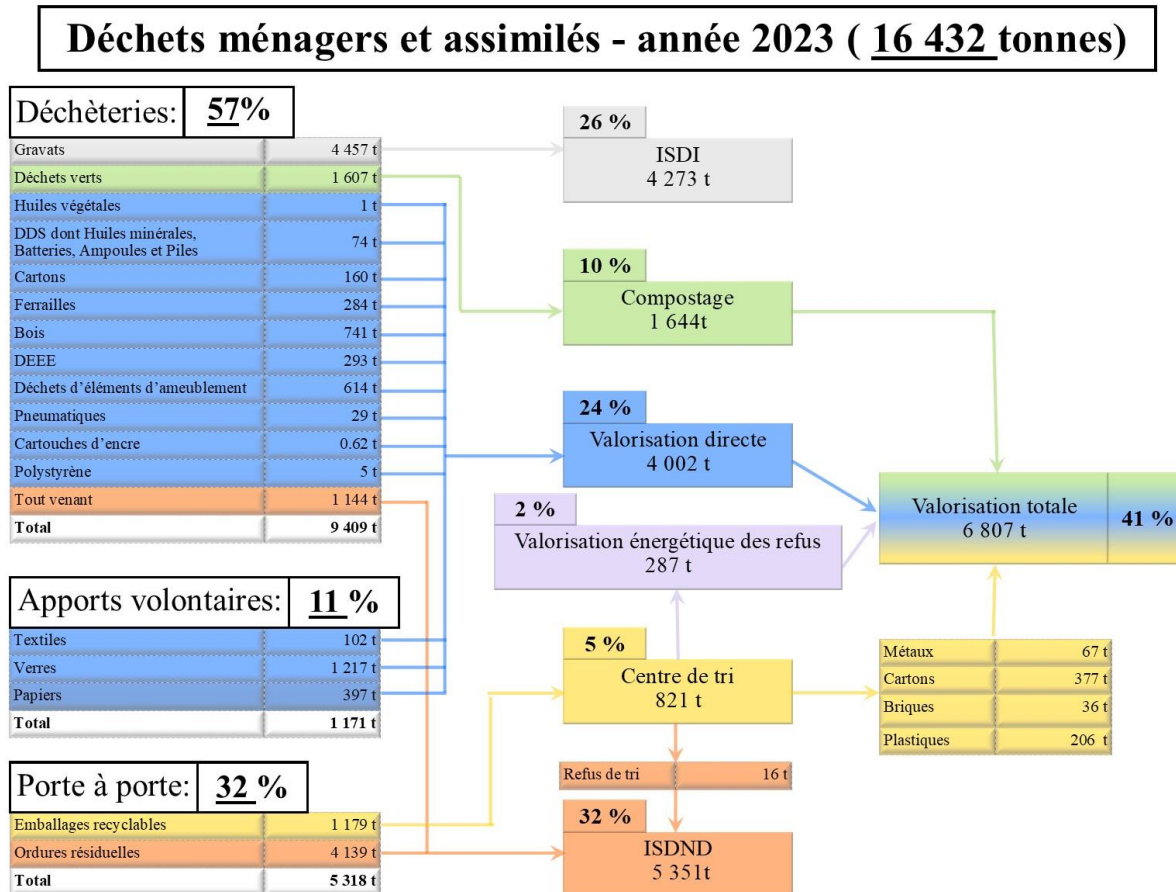 Déchets ménagers et assimilés - année 2023 ( 16 432 tonnes)
Déchèteries: 57%
Gravats 4 457 t
Déchets verts 1 607 t
Huiles végétales 1 t
DDS dont Huiles minérales,
Batteries, Ampoules et Piles 74 t
Cartons 160 t
Ferrailles 284 t
Bois 741 t
DEEE 293 t
Déchets d’éléments d’ameublement 614 t
Pneumatiques 29 t
Cartouches d’encre 0.62 t
Polystyrène 5 t
Tout venant 1 144 t
Total 9 409 t
Apports volontaires: 11 %
Textiles 102 t
Verres 1 217 t
Papiers 397 t
Total 1 171 t
Porte à porte: 32 %
Emballages recyclables 1 179 t
Ordures résiduelles 4 139 t
Total 5 318 t
26 %
ISDI
4 273 t
10 %
Compostage
1 644t
24 %
Valorisation directe
4 002 t
2 %
Valorisation énergétique des refus
287 t
5 %
Centre de tri
821 t
Refus de tri 16 t
32 %
ISDND
5 351t
Valorisation totale
6 807 t
41 %
Métaux 67 t
Cartons 377 t
Briques 36 t
Plastiques 206 t